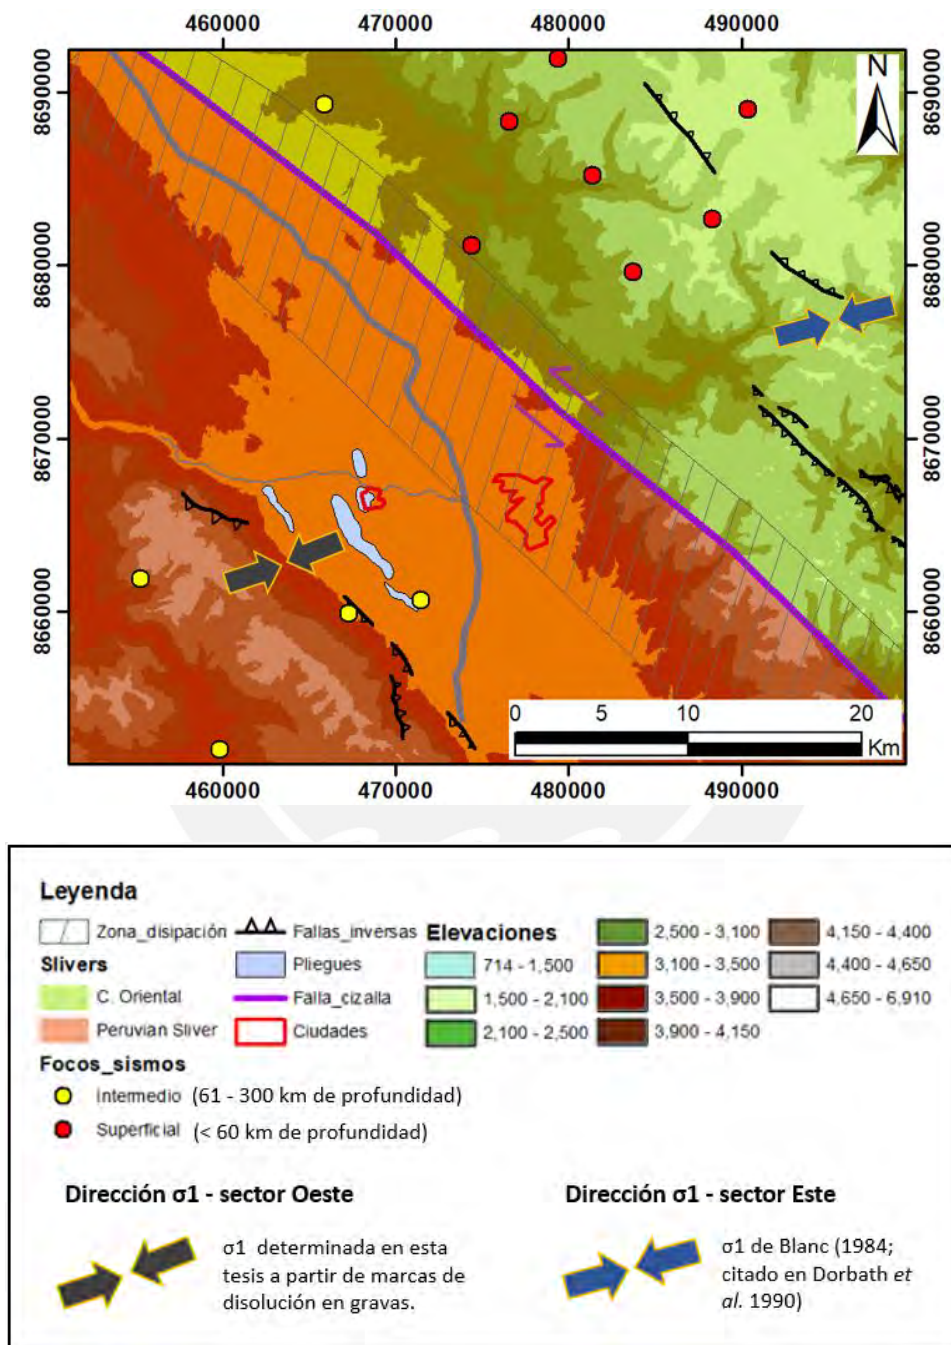 460000 470000 480000 490000
N
8690000 8690000
8680000 8680000
8670000 8670000
8660000 8660000
0 5 10 20
Km
460000 470000 480000 490000
Leyenda
Zona_disipación
Fallas_inversas
Slivers
Pliegues
C. Oriental
Falla_cizalla
Peruvian Sliver
Ciudades
Elevaciones
714 - 1,500
1,500 - 2,100
2,100 - 2,500
2,500 - 3,100
3,100 - 3,500
3,500 - 3,900
3,900 - 4,150
4,150 - 4,400
4,400 - 4,650
4,650 - 6,910
Focos_sismos
Intermedio (61 - 300 km de profundidad)
Superficial (< 60 km de profundidad)
Dirección σ1 - sector Oeste
σ1 determinada en esta
tesis a partir de marcas de
disolución en gravas.
Dirección σ1 - sector Este
σ1 de Blanc (1984;
citado en Dorbath et
al. 1990)